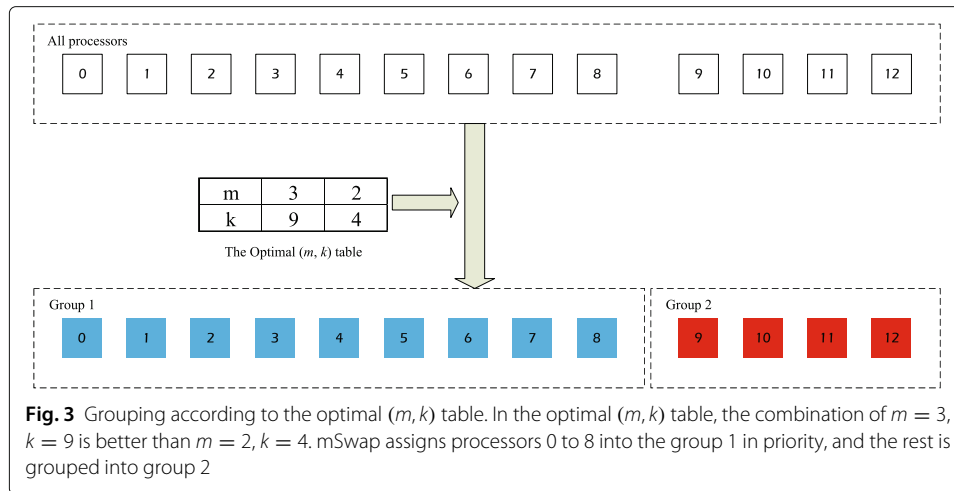 All processors
0 1 2 3 4 5 6 7 8 9 10 11 12
m 3 2
k 9 4
The Optimal (m, k) table
Group 1
Group 2
0 1 2 3 4 5 6 7 8
9 10 11 12
Fig. 3 Grouping according to the optimal (m, k) table. In the optimal (m, k) table, the combination of m = 3,
k = 9 is better than m = 2, k = 4. mSwap assigns processors 0 to 8 into the group 1 in priority, and the rest is
grouped into group 2